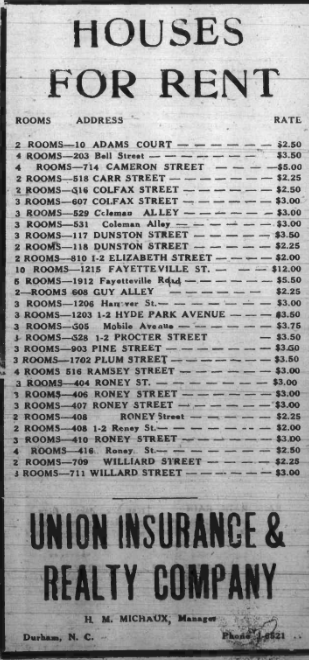 HOUSES
FOR RENT
ROOMS ADDRESS RATE
2 ROOMS—10 ADAMS COURT — — — — — — $2.50
4 ROOMS—203 Bell Street — — — — — — $3.50
4 ROOMS—714 CAMERON STREET — — — — $5.00
2 ROOMS—518 CARR STREET — — — — — $2.25
2 ROOMS—516 COLFAX STREET — — — — $2.50
3 ROOMS—607 COLFAX STREET — — — — $3.00
3 ROOMS—529 Coleman ALLEY — — — — $3.00
3 ROOMS—531 Coleman Alley — — — — $3.00
3 ROOMS—117 DUNSTON STREET — — — — $3.50
2 ROOMS—118 DUNSTON STREET — — — — $2.25
2 ROOMS—810 1-2 ELIZABETH STREET — — — $2.00
10 ROOMS—1215 FAYETTEVILLE ST. — — — $12.00
5 ROOMS—1912 Fayetteville Road — — — — $5.50
2—ROOMS 608 GUY ALLEY — — — — — $2.25
3 ROOMS—1206 Hanover St.— — — — — $3.00
3 ROOMS—1203 1-2 HYDE PARK AVENUE — — $3.50
3 ROOMS—505 Mobile Avenue — — — — $3.75
ROOMS—528 1-2 PROCTER STREET — — — $3.50
3 ROOMS—903 PINE STREET — — — — — $3.50
3 ROOMS—1702 PLUM STREET — — — — — $3.50
4 ROOMS 516 RAMSEY STREET — — — — $3.00
3 ROOMS—404 RONEY ST. — — — — — $3.00
3 ROOMS—406 RONEY STREET — — — — — $3.00
3 ROOMS—407 RONEY STREET — — — — — $3.00
2 ROOMS—408 RONEY Street — — — — $2.25
2 ROOMS—408 1-2 Roney St.— — — — — $2.00
3 ROOMS—410 RONEY STREET — — — — — $3.00
4 ROOMS—416 Roney St.— — — — — $2.50
2 ROOMS—709 WILLIARD STREET — — — — $2.25
3 ROOMS—711 WILLARD STREET — — — — $3.00
UNION INSURANCE &
REALTY COMPANY
H. M. MICHAUX, Manager
Durham, N. C. Phone